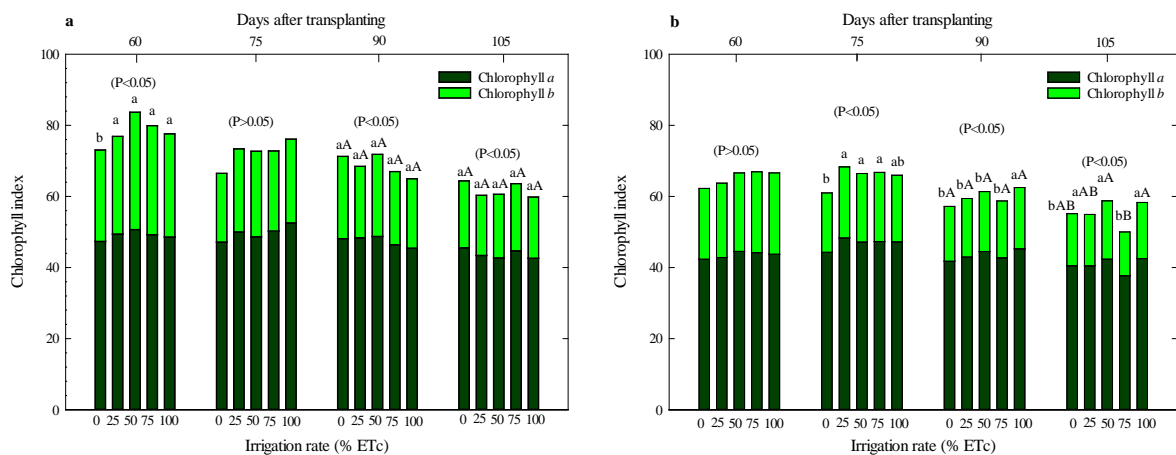 a
Days after transplanting
60 75 90 105
100
80
60
40
20
0
Chlorophyll index
Chlorophyll a
Chlorophyll b
(P<0.05)
b a a a a
(P>0.05)
(P<0.05)
aA aA aA aA aA
(P<0.05)
aA aA aA aA aA
0 25 50 75 100 0 25 50 75 100 0 25 50 75 100 0 25 50 75 100
Irrigation rate (% ETc)
b
Days after transplanting
60 75 90 105
100
80
60
40
20
0
Chlorophyll index
Chlorophyll a
Chlorophyll b
(P>0.05)
(P<0.05)
b a a a ab
(P<0.05)
bA bA bA bA aA
(P<0.05)
bAB aAB aA bB aA
0 25 50 75 100 0 25 50 75 100 0 25 50 75 100 0 25 50 75 100
Irrigation rate (% ETc)